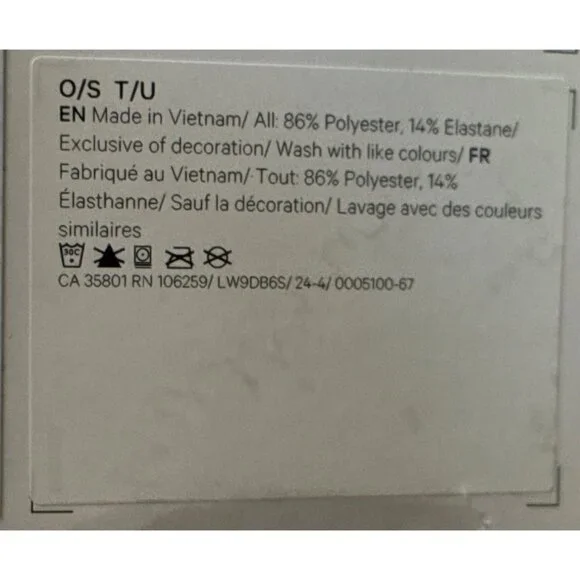 O/S T/U
EN Made in Vietnam/ All: 86% Polyester, 14% Elastane/
Exclusive of decoration/ Wash with like colours/ FR
Fabriqué au Vietnam/ Tout: 86% Polyester, 14%
Élasthanne/ Sauf la décoration/ Lavage avec des couleurs
similaires
30C
CA 35801 RN 106259/ LW9DB6S/ 24-4/ 0005100-67